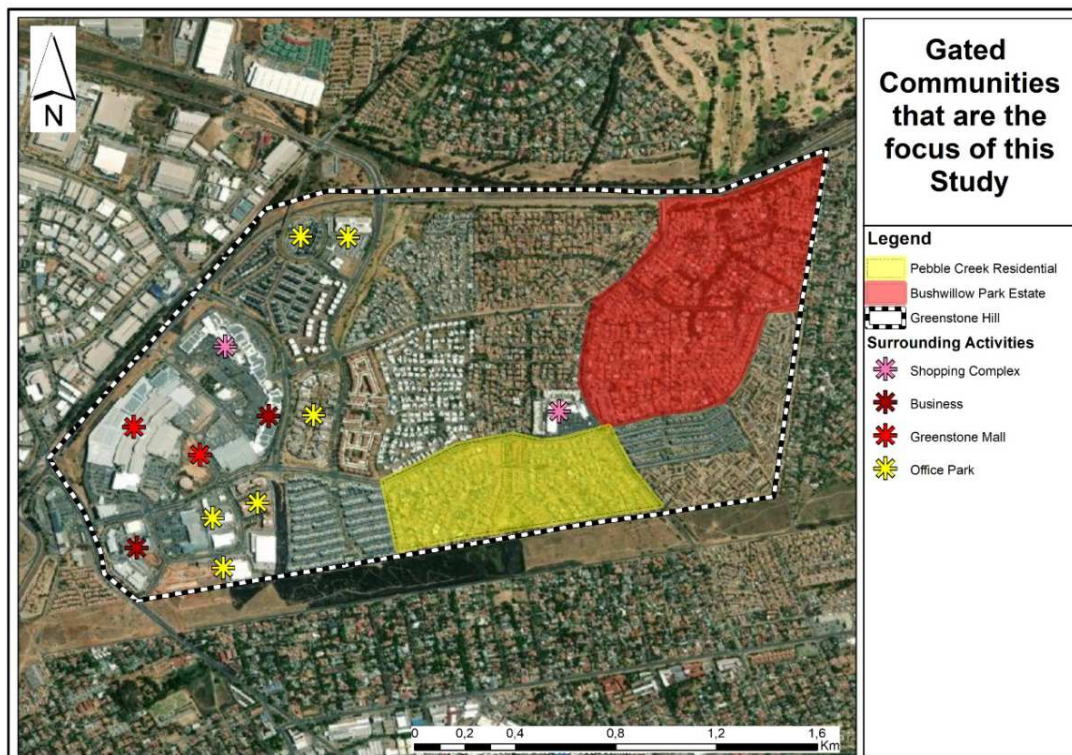 N
Gated
Communities
that are the
focus of this
Study
Legend
Pebble Creek Residential
Bushwillow Park Estate
Greenstone Hill
Surrounding Activities
Shopping Complex
Business
Greenstone Mall
Office Park
0 0,2 0,4 0,8 1,2 1,6
Km